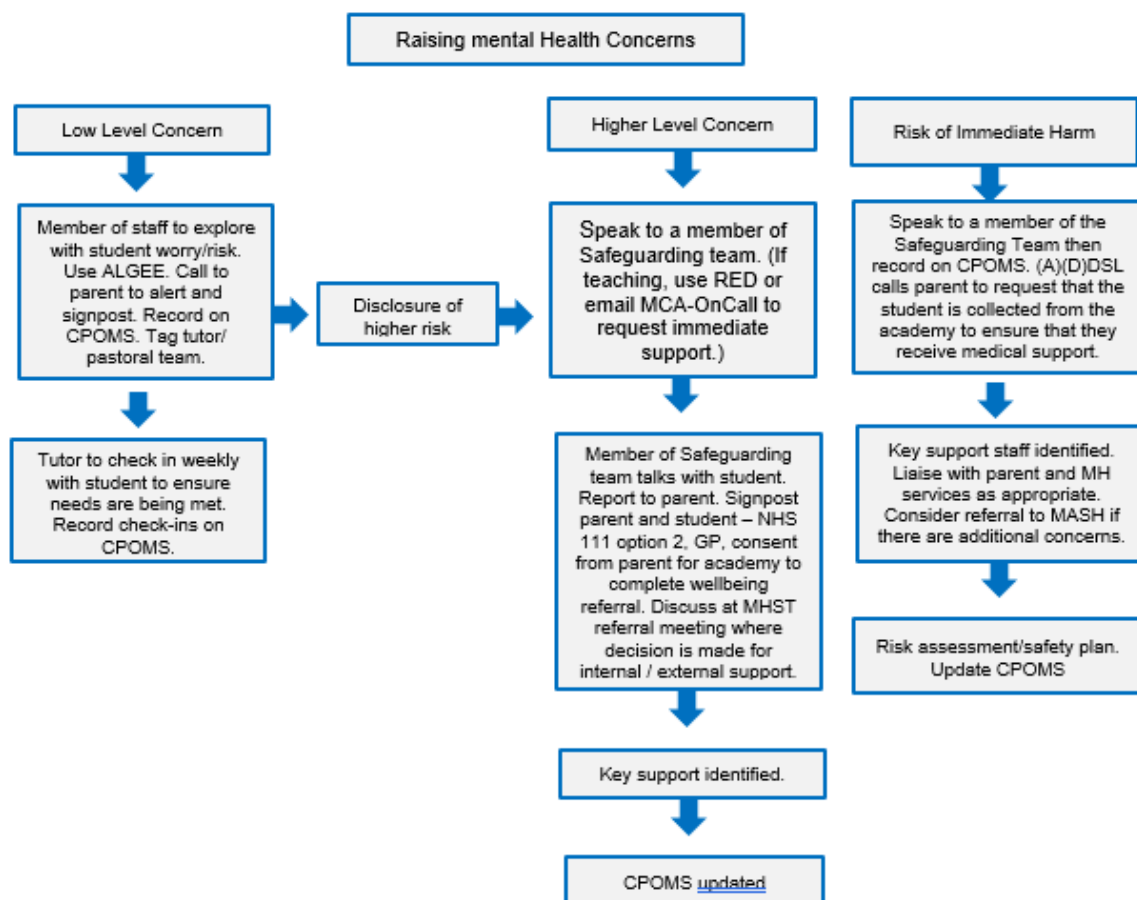 Raising mental Health Concerns
Low Level Concern
Member of staff to explore
with student worry/risk.
Use ALGEE. Call to
parent to alert and
signpost. Record on
CPOMS. Tag tutor/
pastoral team.
Tutor to check in weekly
with student to ensure
needs are being met.
Record check-ins on
CPOMS.
Disclosure of
higher risk
Higher Level Concern
Speak to a member of
Safeguarding team. (If
teaching, use RED or
email MCA-OnCall to
request immediate
support.)
Member of Safeguarding
team talks with student.
Report to parent. Signpost
parent and student – NHS
111 option 2, GP, consent
from parent for academy to
complete wellbeing
referral. Discuss at MHST
referral meeting where
decision is made for
internal / external support.
Key support identified.
CPOMS updated
Risk of Immediate Harm
Speak to a member of the
Safeguarding Team then
record on CPOMS. (A)(D)DSL
calls parent to request that the
student is collected from the
academy to ensure that they
receive medical support.
Key support staff identified.
Liaise with parent and MH
services as appropriate.
Consider referral to MASH if
there are additional concerns.
Risk assessment/safety plan.
Update CPOMS